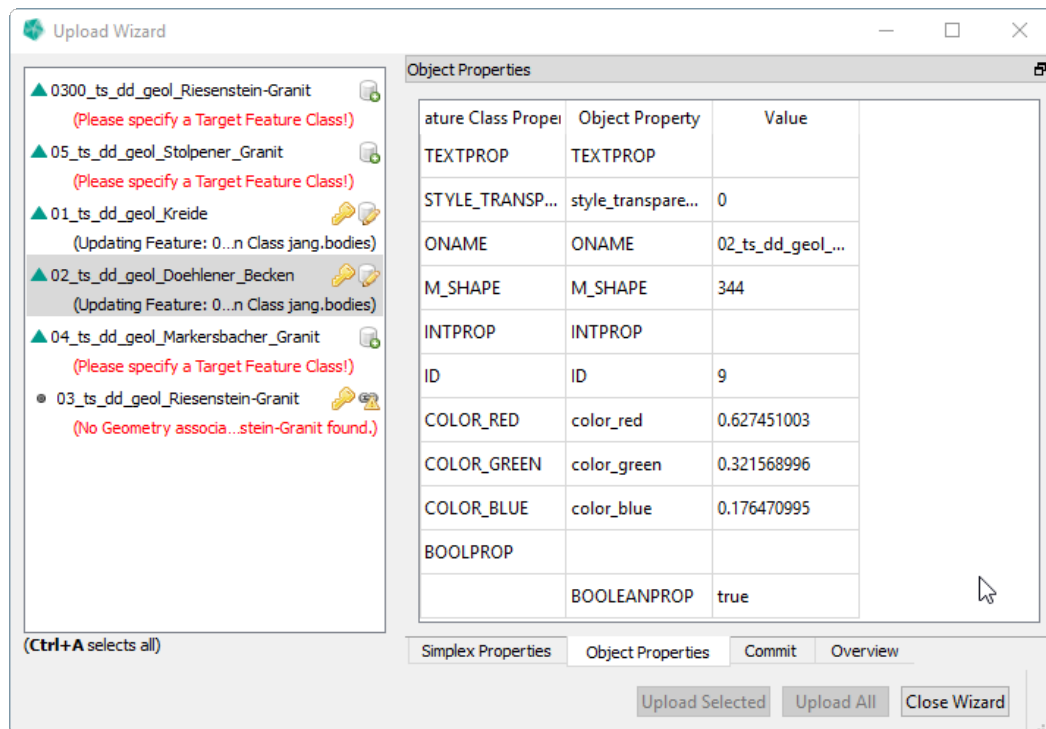 Upload Wizard
0300_ts_dd_geol_Riesenstein-Granit
(Please specify a Target Feature Class!)
05_ts_dd_geol_Stolpener_Granit
(Please specify a Target Feature Class!)
01_ts_dd_geol_Kreide
(Updating Feature: 0...n Class jang.bodies)
02_ts_dd_geol_Doehlener_Becken
(Updating Feature: 0...n Class jang.bodies)
04_ts_dd_geol_Markersbacher_Granit
(Please specify a Target Feature Class!)
03_ts_dd_geol_Riesenstein-Granit
(No Geometry associa...stein-Granit found.)
(Ctrl+A selects all)
Object Properties
ature Class Proper Object Property Value
TEXTPROP TEXTPROP
STYLE_TRANSP... style_transpare... 0
ONAME ONAME 02_ts_dd_geol_...
M_SHAPE M_SHAPE 344
INTPROP INTPROP
ID ID 9
COLOR_RED color_red 0.627451003
COLOR_GREEN color_green 0.321568996
COLOR_BLUE color_blue 0.176470995
BOOLPROP
BOOLEANPROP true
Simplex Properties Object Properties Commit Overview
Upload Selected Upload All Close Wizard